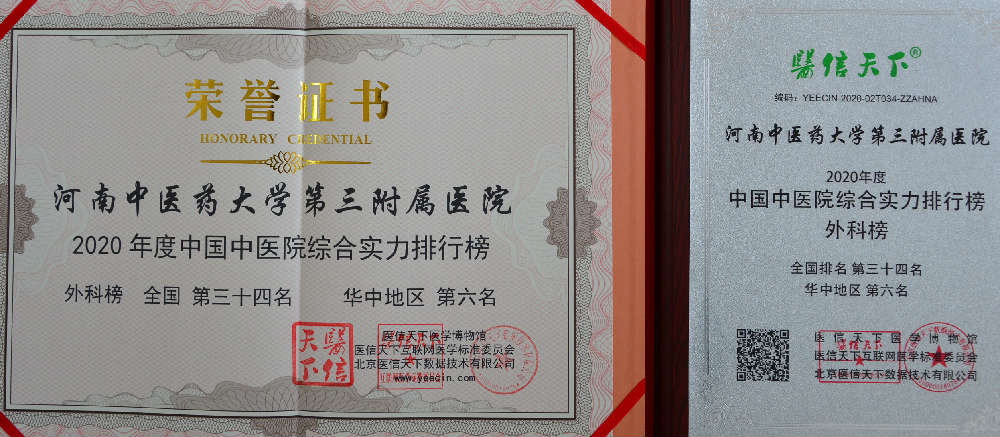 荣誉证书
HONORARY CREDENTIAL
河南中医药大学第三附属医院
2020 年度中国中医院综合实力排行榜
外科榜 全国 第三十四名 华中地区 第六名
医信天下医学博物馆
医信天下互联网医学标准委员会
北京医信天下数据技术有限公司
www.yeecin.com
醫信天下
醫信天下®
编码：YEECIN-2020-02T034-ZZAHNA
河南中医药大学第三附属医院
2020年度
中国中医院综合实力排行榜
外科榜
全国排名 第三十四名
华中地区 第六名
医信天下医学博物馆
医信天下互联网医学标准委员会
北京医信天下数据技术有限公司